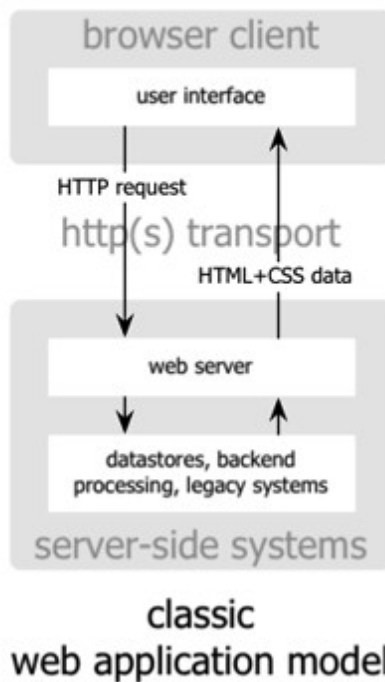 browser client
user interface
HTTP request
http(s) transport
HTML+CSS data
web server
datastores, backend
processing, legacy systems
server-side systems
classic
web application model